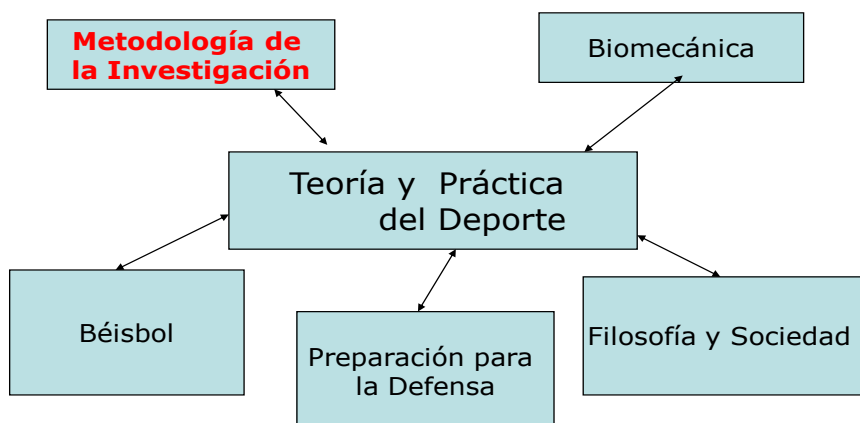 Metodología de
la Investigación
Biomecánica
Teoría y Práctica
del Deporte
Béisbol
Preparación para
la Defensa
Filosofía y Sociedad